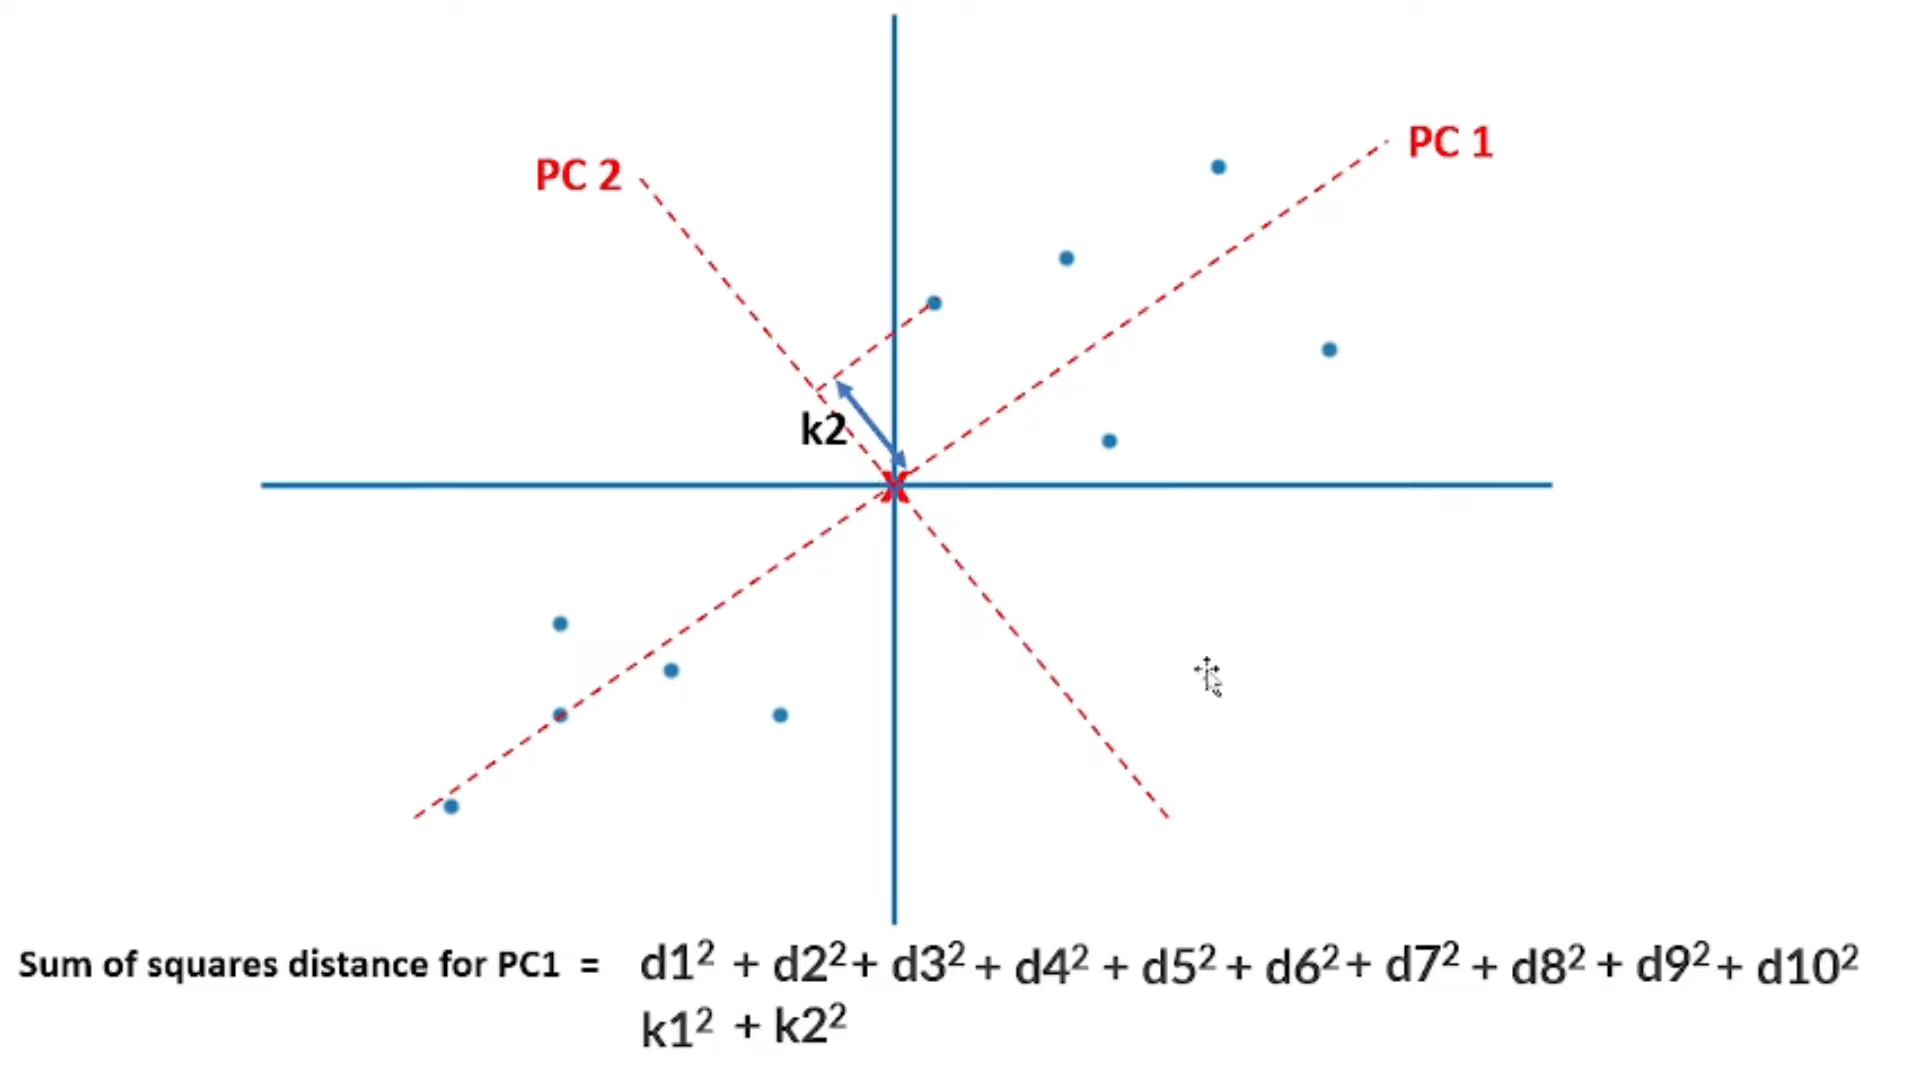 PC 1
PC 2
k2
X
Sum of squares distance for PC1 = d1² + d2² + d3² + d4² + d5² + d6² + d7² + d8² + d9² + d10²
k1² + k2²